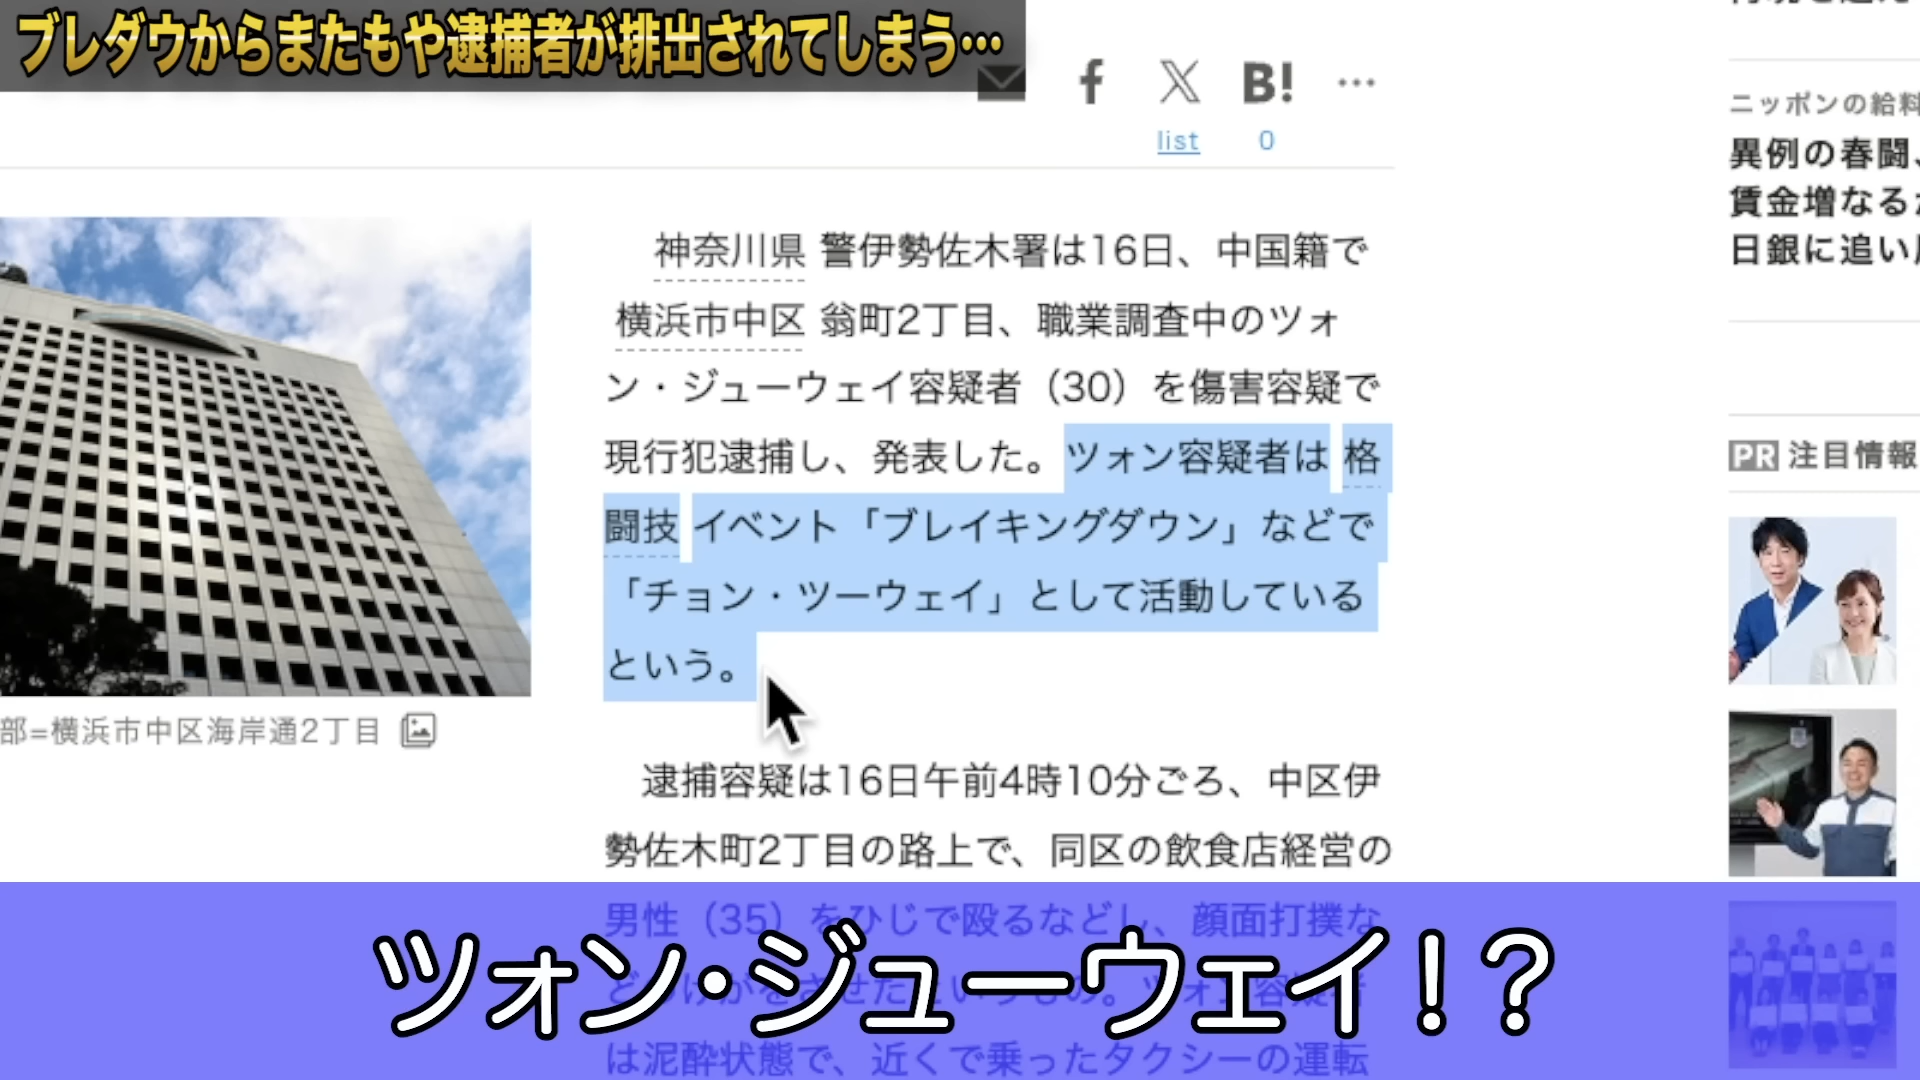 ブレダウからまたもや逮捕者が排出されてしまう…
B!
list
0
神奈川県 警伊勢佐木署は16日、中国籍で
横浜市中区 翁町2丁目、職業調査中のツォ
ン・ジューウェイ容疑者（30）を傷害容疑で
現行犯逮捕し、発表した。ツォン容疑者は 格
闘技 イベント「ブレイキングダウン」などで
「チョン・ツーウェイ」として活動している
という。
部=横浜市中区海岸通2丁目
逮捕容疑は16日午前4時10分ごろ、中区伊
勢佐木町2丁目の路上で、同区の飲食店経営の
男性（35）をひじで殴るなどし、顔面打撲な
は泥酔状態で、近くで乗ったタクシーの運転
ツォン・ジューウェイ！？
ニッポンの給料
異例の春闘、
賃金増なるか
日銀に追い
PR 注目情報